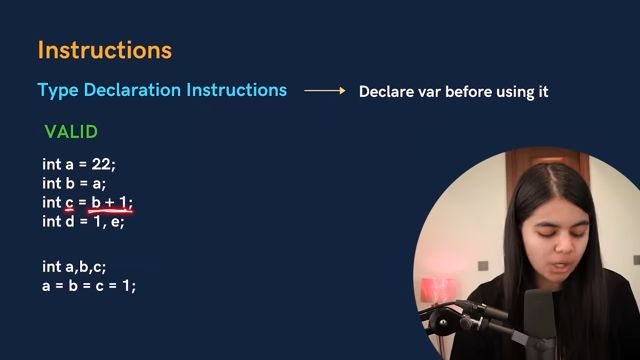 Instructions
Type Declaration Instructions Declare var before using it
VALID
int a = 22;
int b = a;
int c = b + 1;
int d = 1, e;
int a,b,c;
a = b = c = 1;